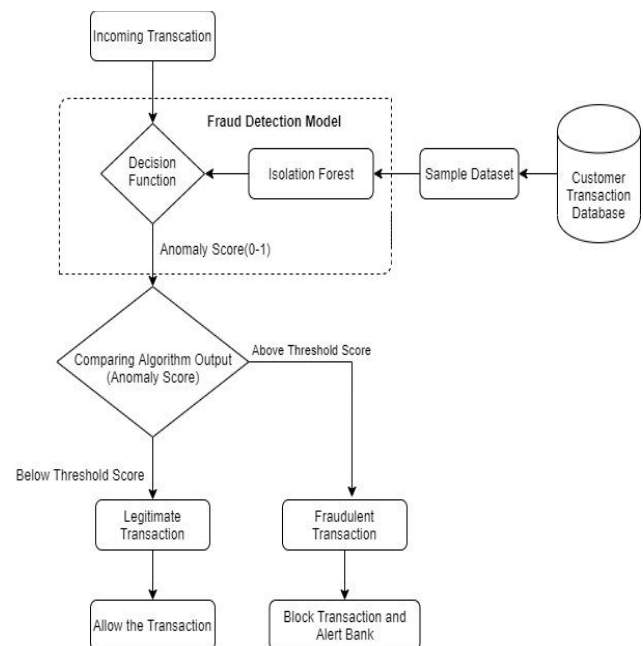 Incoming Transcation
Fraud Detection Model
Decision
Function
Isolation Forest
Sample Dataset
Customer
Transaction
Database
Anomaly Score(0-1)
Comparing Algorithm Output
(Anomaly Score)
Above Threshold Score
Below Threshold Score
Legitimate
Transaction
Fraudulent
Transaction
Allow the Transaction
Block Transaction and
Alert Bank